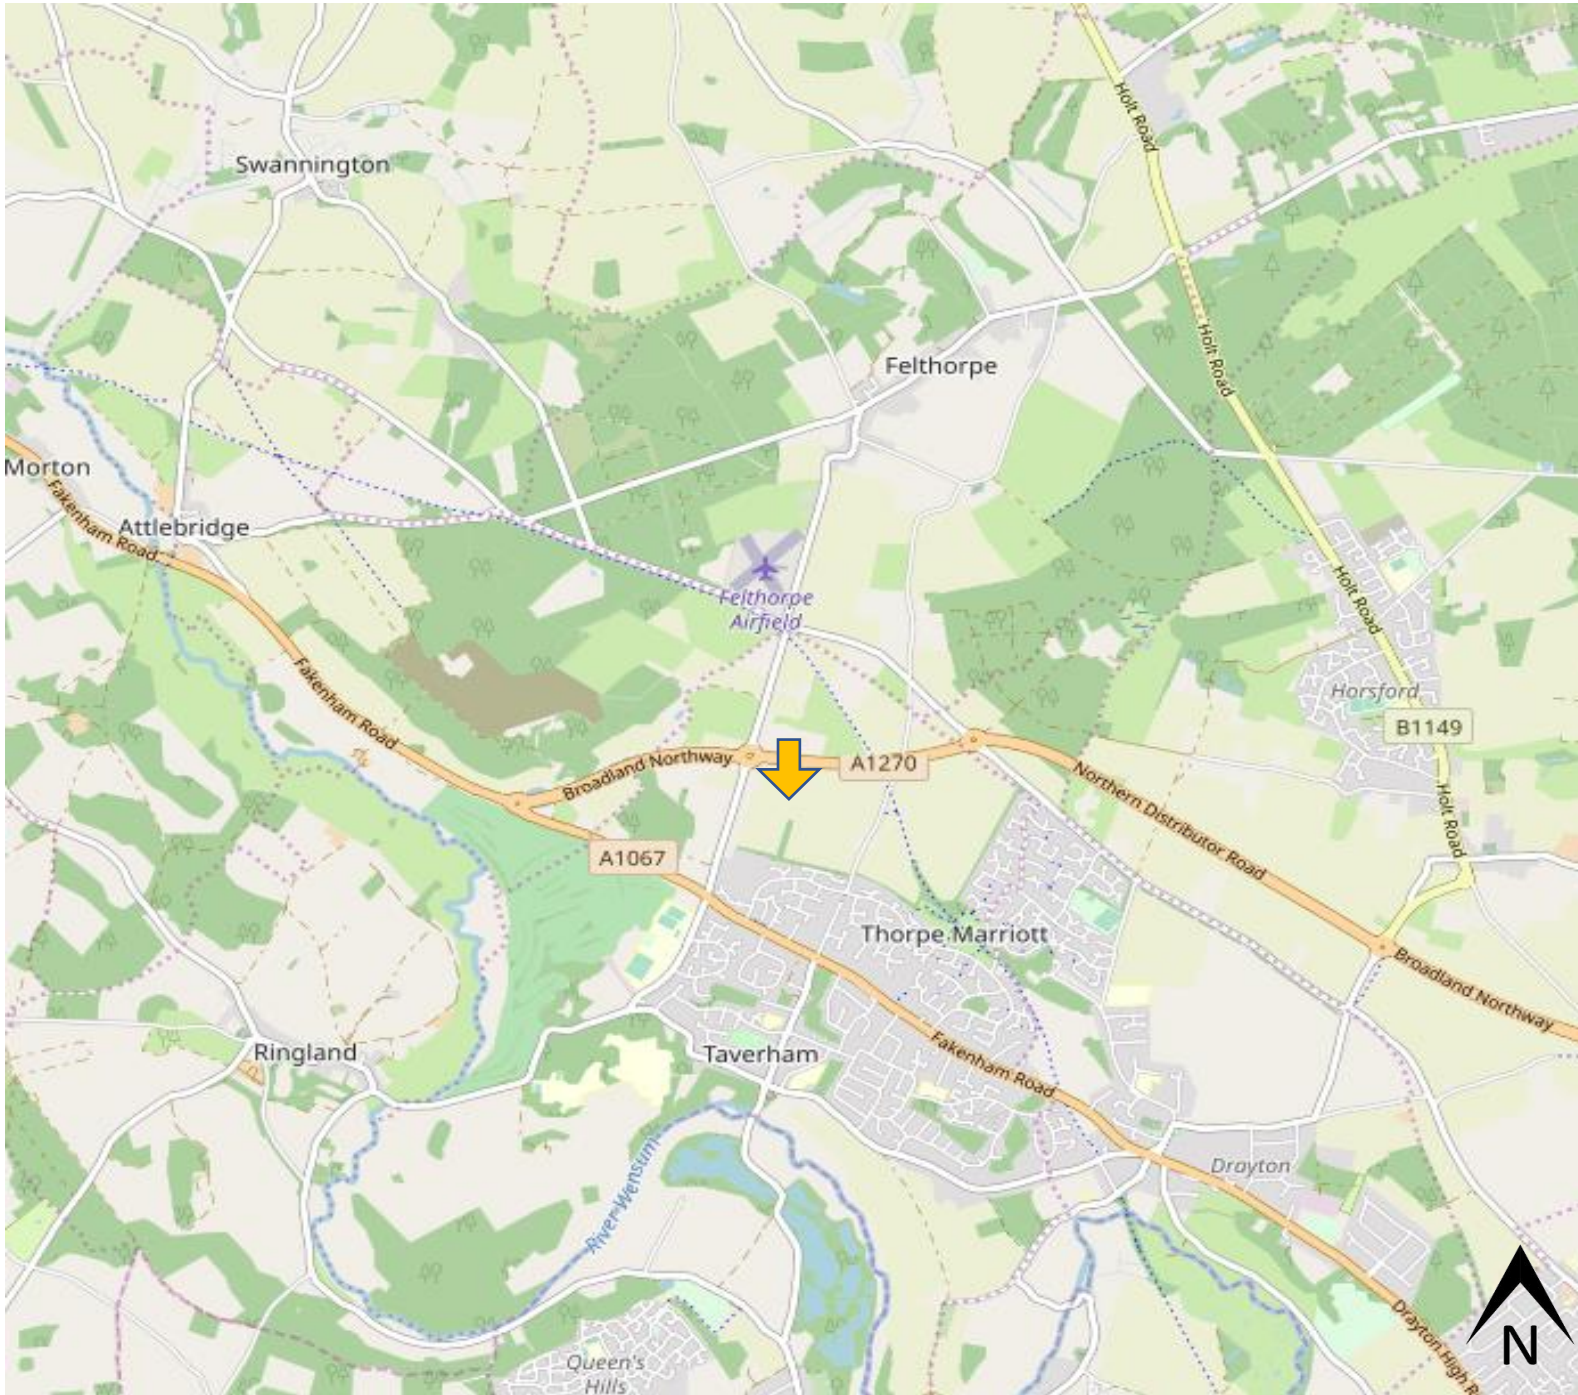 Holt Road
Swannington
Holt Road
Felthorpe
Morton
Fakenham Road
Attlebridge
Felthorpe
Airfield
Holt Road
Fakenham Road
Horsford
B1149
Broadland Northway
A1270
Northern Distributor Road
Holt Road
A1067
Thorpe Marriott
Broadland Northway
Ringland
Taverham
Fakenham Road
River Wensum
Drayton
Drayton High R
N
Queen's
Hills